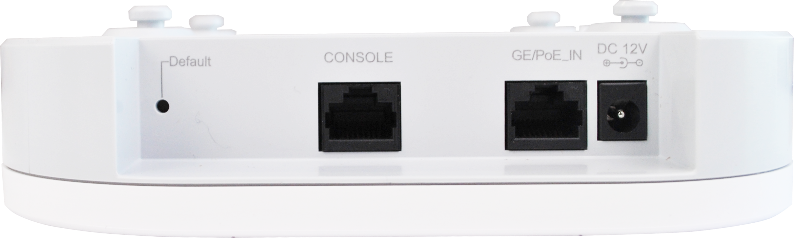 Default
CONSOLE
GE/PoE_IN
DC 12V